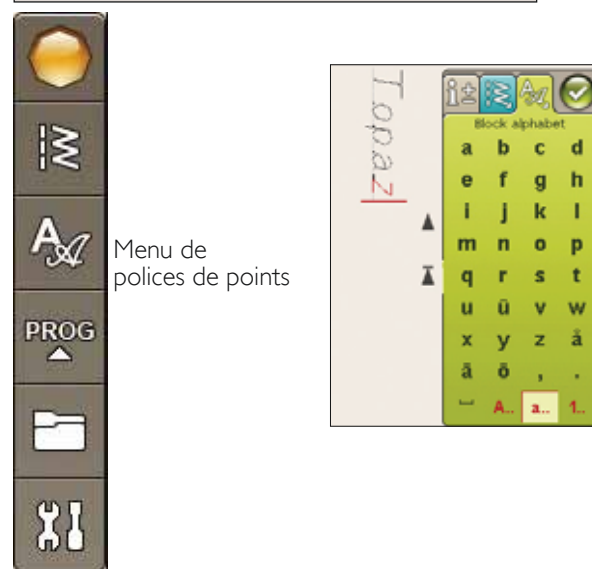 A
PROG
Menu de
polices de points
Topaz
i±
A
Block alphabet
a b c d
e f g h
i j k l
m n o p
q r s t
u ü v w
x y z å
ä ö , .
A.. a.. 1..